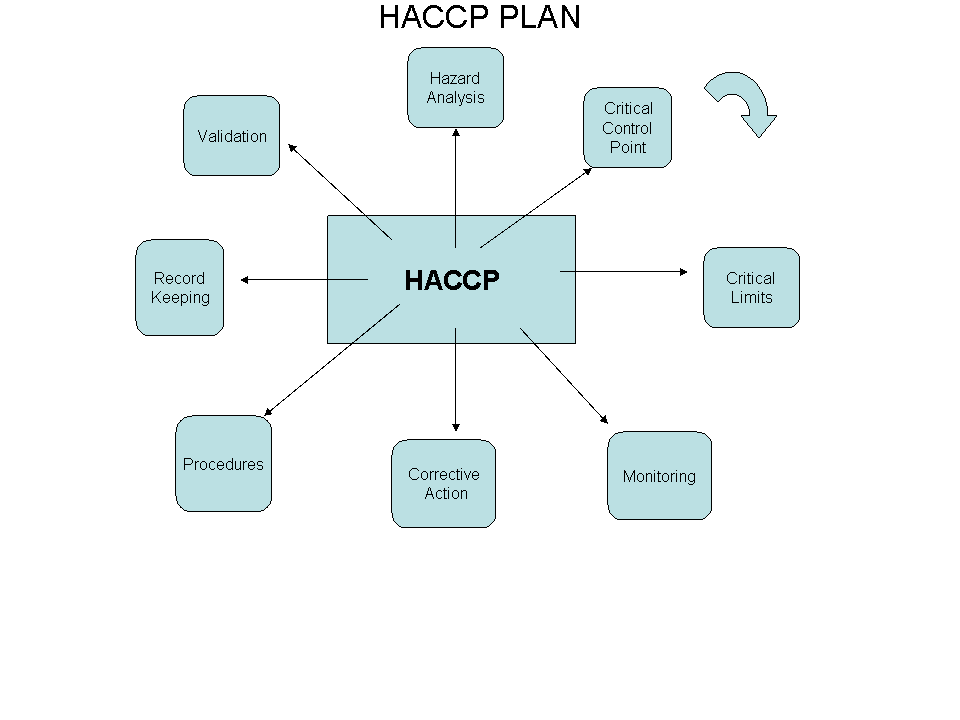 HACCP PLAN
Hazard
Analysis
Critical
Control
Point
Critical
Limits
Monitoring
Corrective
Action
Procedures
Record
Keeping
Validation
HACCP